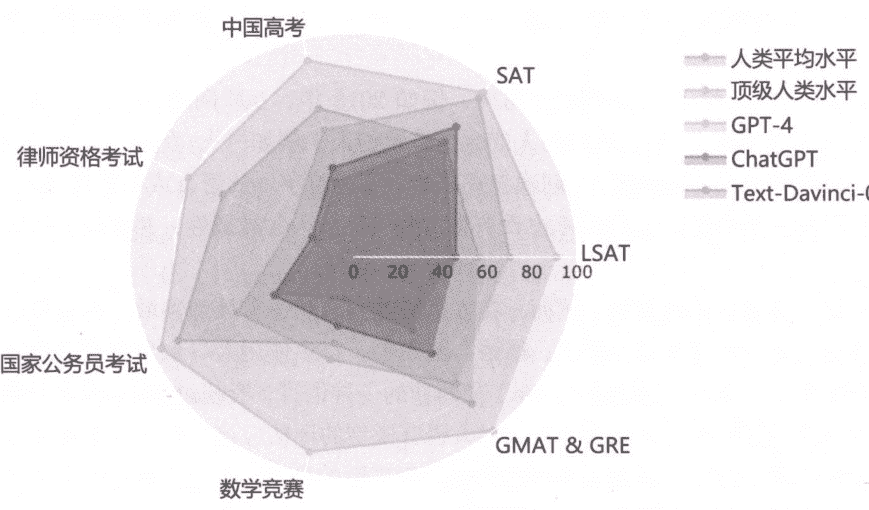 中国高考
SAT
律师资格考试
LSAT
0 20 40 60 80 100
国家公务员考试
GMAT & GRE
数学竞赛
人类平均水平
顶级人类水平
GPT-4
ChatGPT
Text-Davinci-